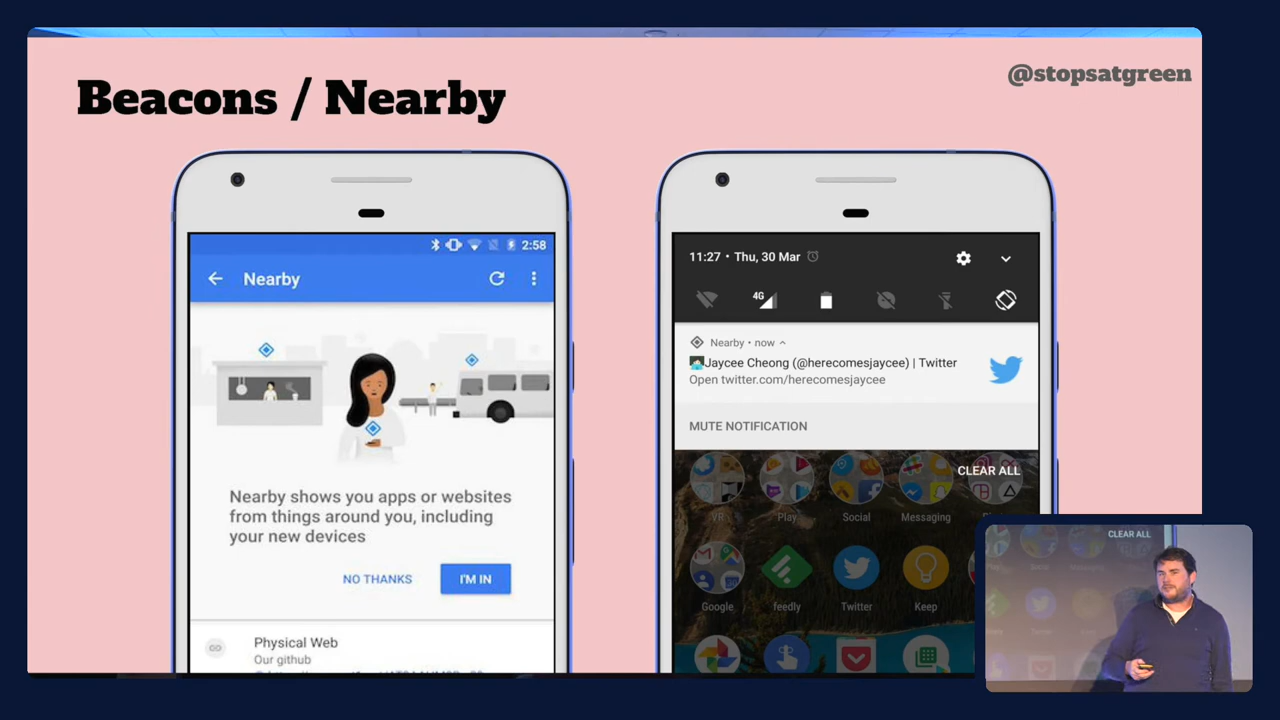 Beacons / Nearby
@stopsatgreen
2:58
Nearby
Nearby shows you apps or websites
from things around you, including
your new devices
NO THANKS
I'M IN
Physical Web
Our github
11:27 • Thu, 30 Mar
4G
Nearby • now
Jaycee Cheong (@herecomesjaycee) | Twitter
Open twitter.com/herecomesjaycee
MUTE NOTIFICATION
CLEAR ALL
VR
Play
Social
Messaging
Google
feedly
Twitter
Keep
CLEAR ALL